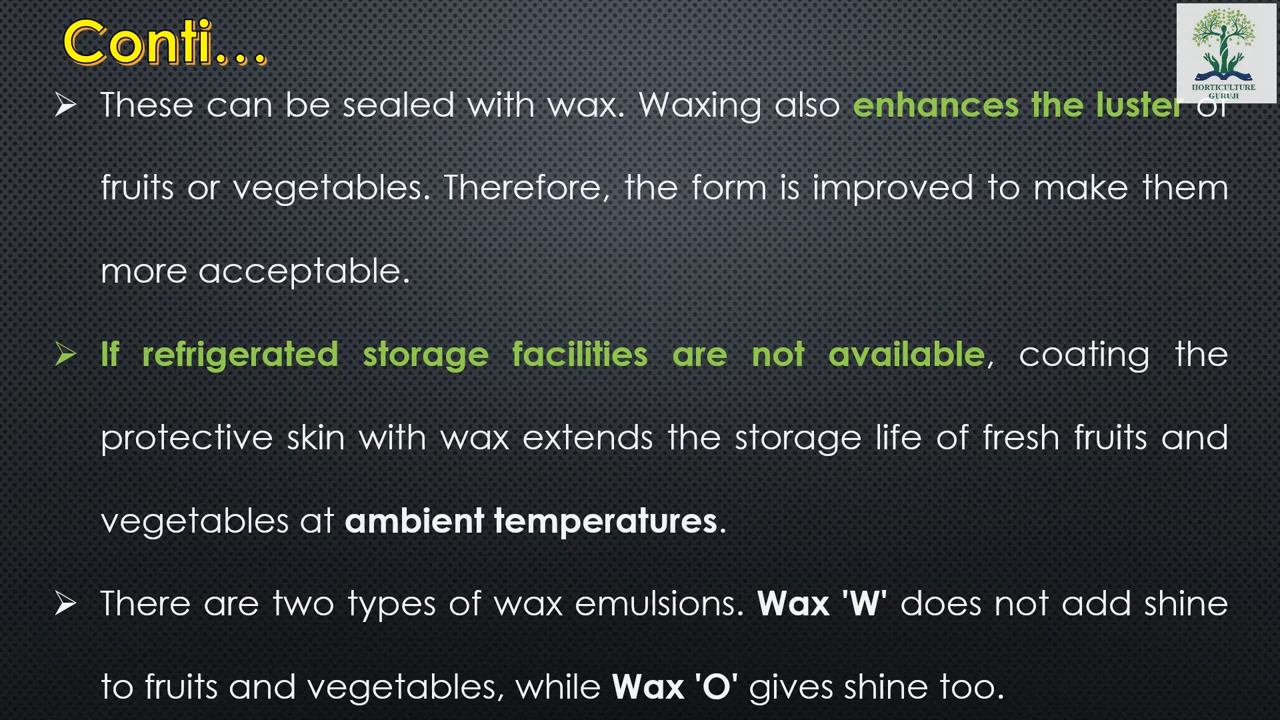 Conti...
HORTICULTURE
GURUJI
➢ These can be sealed with wax. Waxing also enhances the luster of
fruits or vegetables. Therefore, the form is improved to make them
more acceptable.
➢ If refrigerated storage facilities are not available, coating the
protective skin with wax extends the storage life of fresh fruits and
vegetables at ambient temperatures.
➢ There are two types of wax emulsions. Wax 'W' does not add shine
to fruits and vegetables, while Wax 'O' gives shine too.